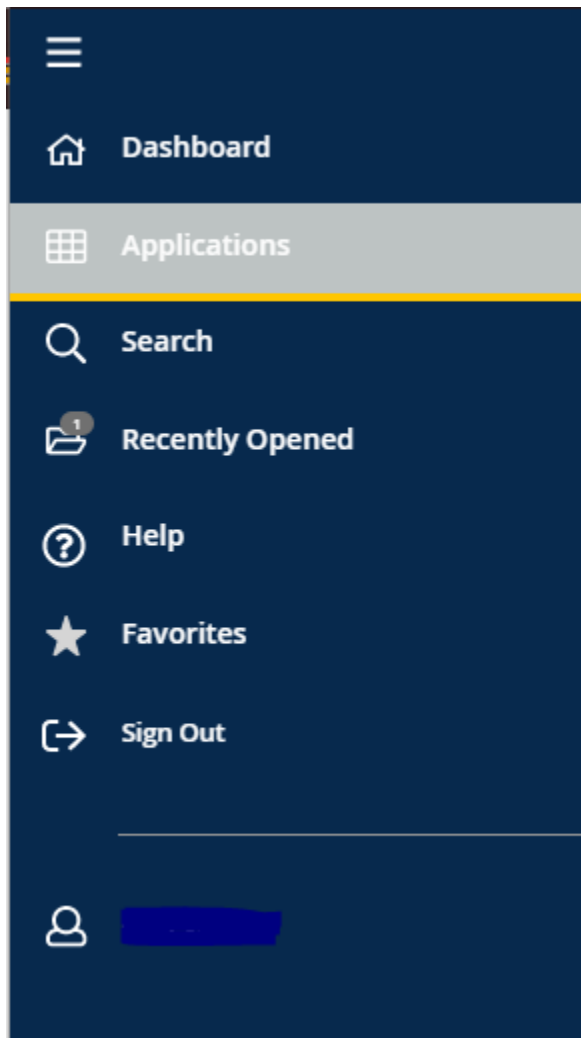 Dashboard
Applications
Search
1
Recently Opened
Help
Favorites
Sign Out